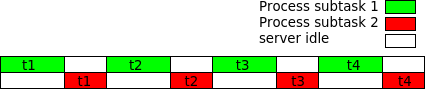 Process subtask 1
Process subtask 2
server idle
t1 t2 t3 t4
t1 t2 t3 t4